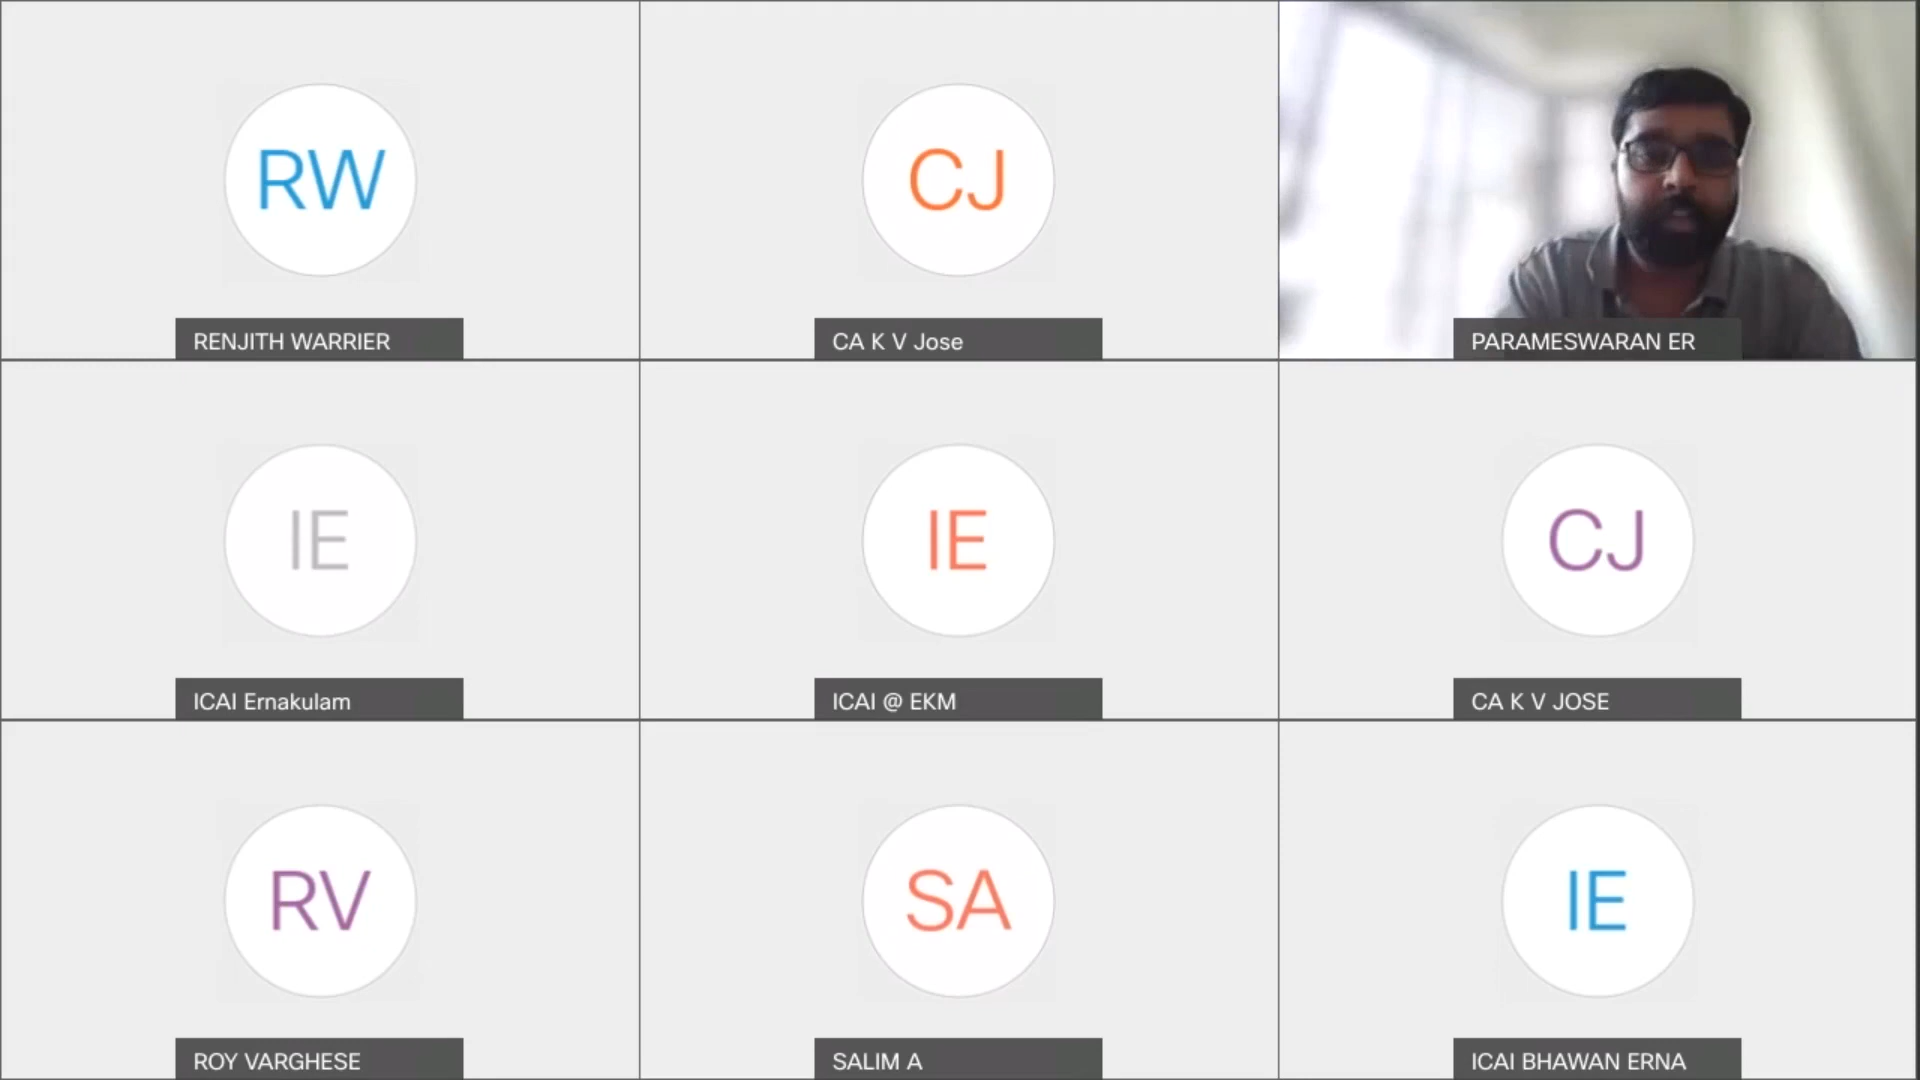 RW
CJ
RENJITH WARRIER
CA K V Jose
PARAMESWARAN ER
IE
IE
CJ
ICAI Ernakulam
ICAI @ EKM
CA K V JOSE
RV
SA
IE
ROY VARGHESE
SALIM A
ICAI BHAWAN ERNA